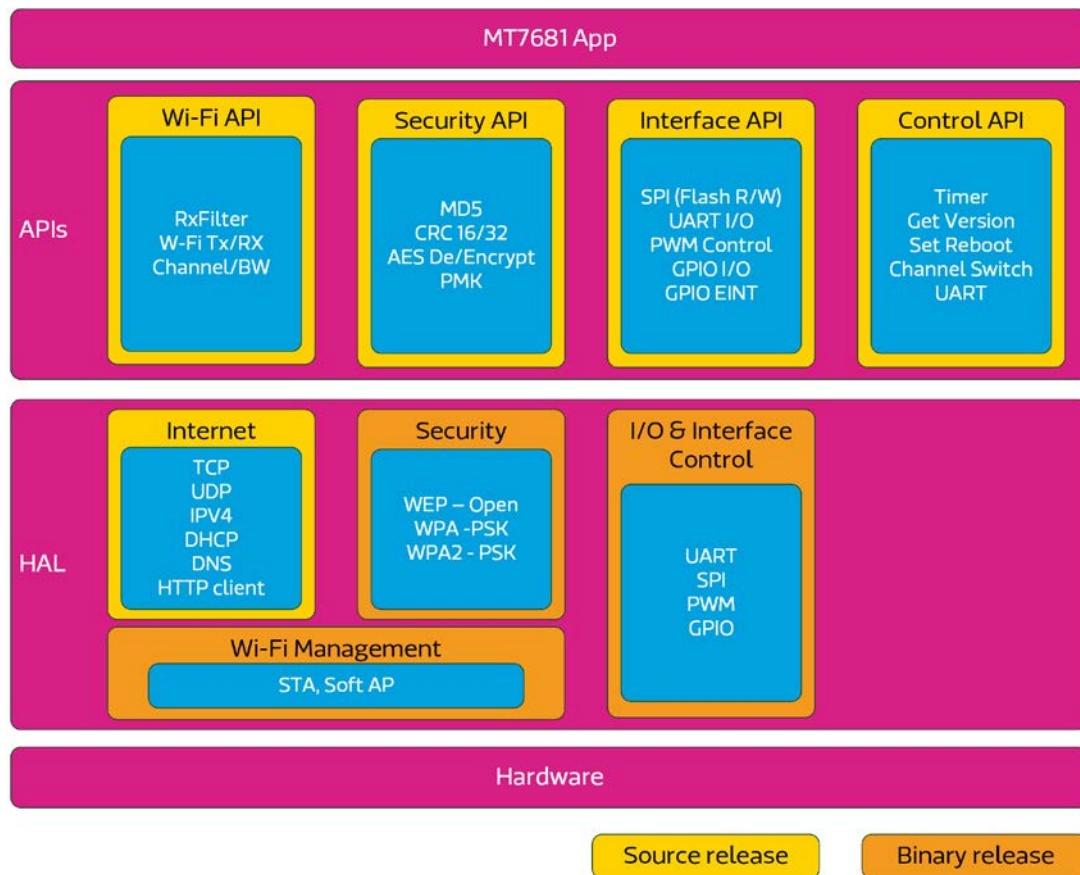 MT7681 App
APIs
Wi-Fi API
RxFilter
W-Fi Tx/RX
Channel/BW
Security API
MD5
CRC 16/32
AES De/Encrypt
PMK
Interface API
SPI (Flash R/W)
UART I/O
PWM Control
GPIO I/O
GPIO EINT
Control API
Timer
Get Version
Set Reboot
Channel Switch
UART
HAL
Internet
TCP
UDP
IPV4
DHCP
DNS
HTTP client
Security
WEP – Open
WPA -PSK
WPA2 - PSK
I/O & Interface
Control
UART
SPI
PWM
GPIO
Wi-Fi Management
STA, Soft AP
Hardware
Source release
Binary release